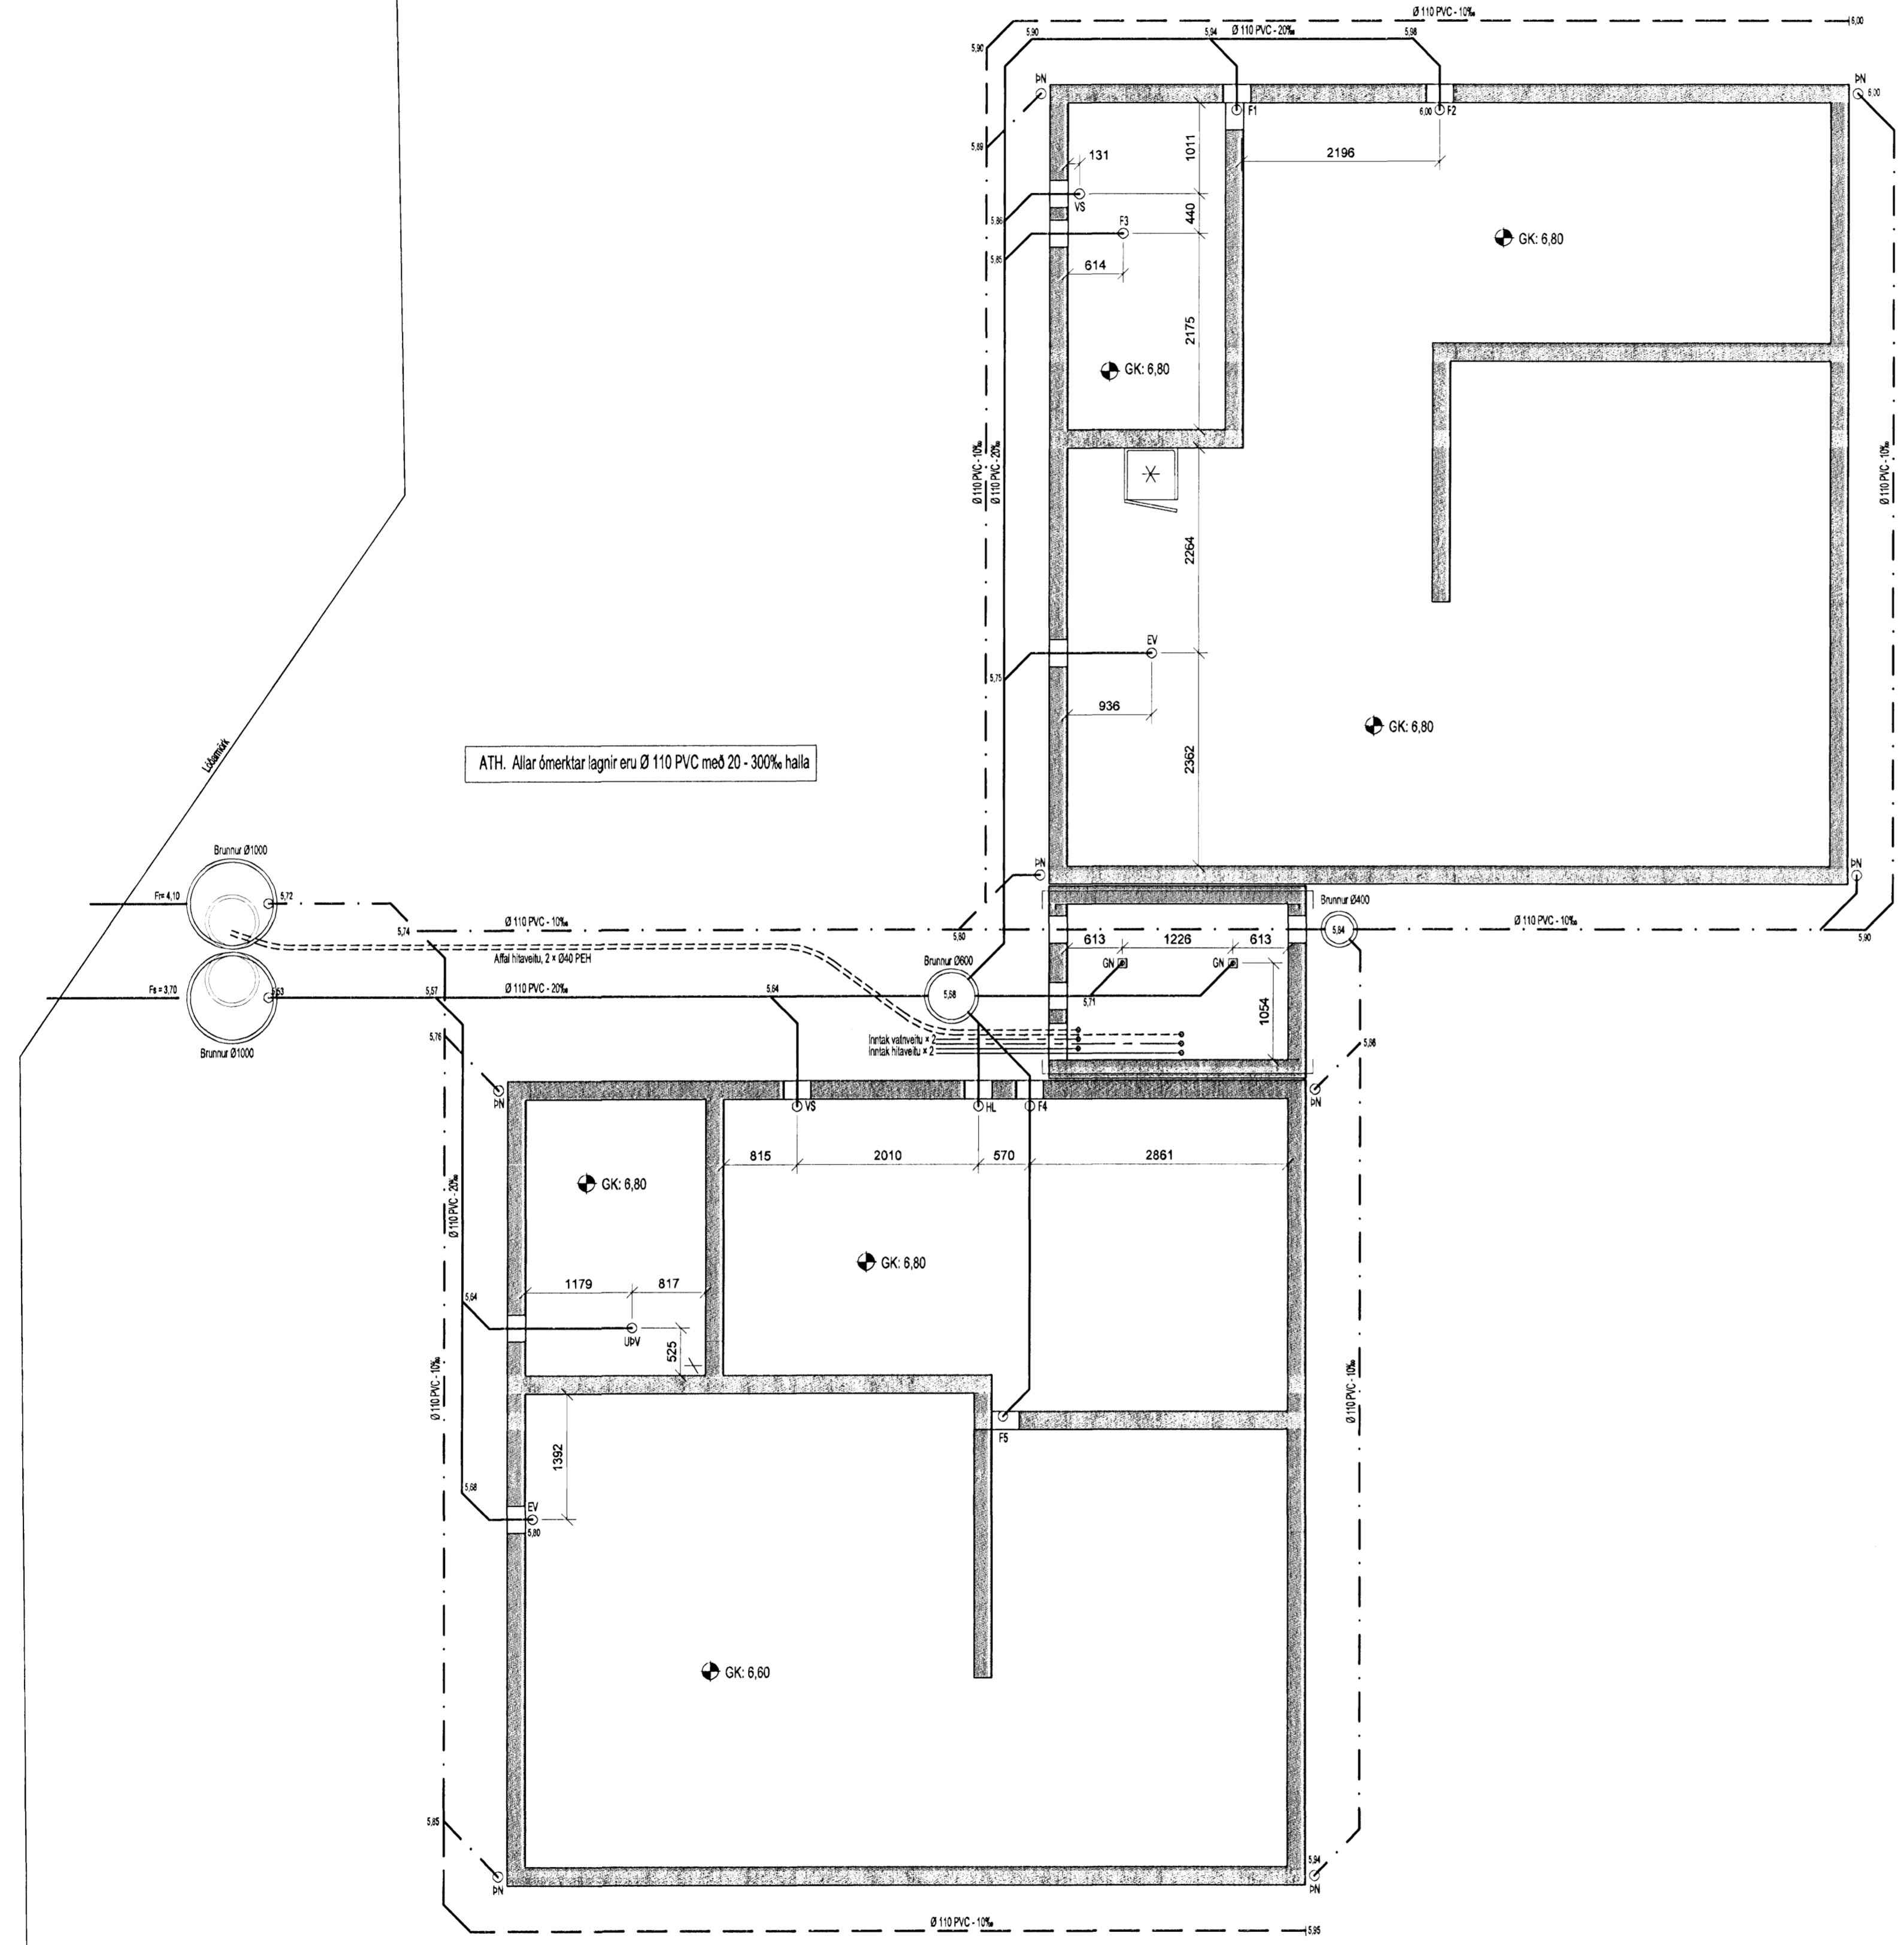 Ø 110 PVC - 10‰
6,00
5,90
5,90
5,94
Ø 110 PVC - 20‰
5,98
ÞN
ÞN
6,00
F1
6,00
F2
5,89
131
1011
2196
VS
5,86
440
F3
5,85
614
GK: 6,80
2175
GK: 6,80
Ø 110 PVC - 10‰
Ø 110 PVC - 20‰
Ø 110 PVC - 10‰
2264
EV
5,75
936
GK: 6,80
2362
Lóðarmörk
ATH. Allar ómerktar lagnir eru Ø 110 PVC með 20 - 300‰ halla
Brunnur Ø1000
Fr= 4,10
5,72
5,74
Ø 110 PVC - 10‰
5,80
ÞN
ÞN
Brunnur Ø400
5,84
Ø 110 PVC - 10‰
5,90
Affal hitaveitu, 2 × Ø40 PEH
613
1226
613
GN
GN
Brunnur Ø600
5,68
5,71
1054
Fs = 3,70
5,53
5,57
Ø 110 PVC - 20‰
5,64
Brunnur Ø1000
5,76
Inntak vatnveitu × 2
Inntak hitaveitu × 2
5,86
ÞN
VS
HL
F4
ÞN
815
2010
570
2861
GK: 6,80
Ø 110 PVC - 20‰
GK: 6,80
1179
817
5,64
UÞV
525
Ø 110 PVC - 10‰
Ø 110 PVC - 10‰
F5
1392
5,68
EV
5,80
GK: 6,60
5,85
ÞN
5,94
ÞN
Ø 110 PVC - 10‰
5,95